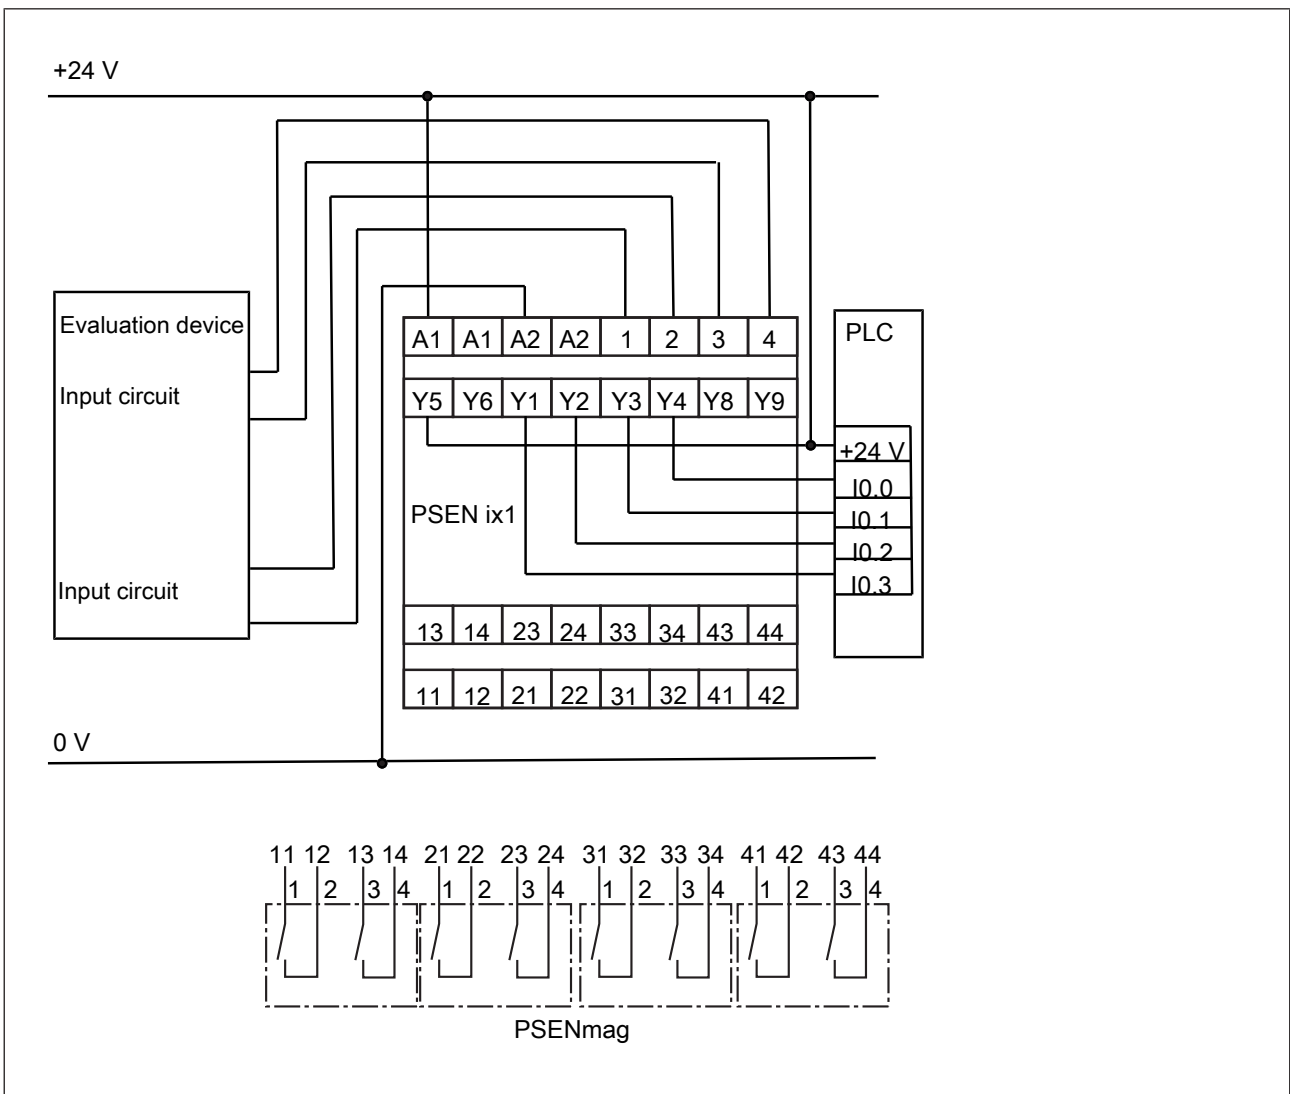 +24 V
Evaluation device
Input circuit
Input circuit
A1 A1 A2 A2 1 2 3 4
Y5 Y6 Y1 Y2 Y3 Y4 Y8 Y9
PSEN ix1
13 14 23 24 33 34 43 44
11 12 21 22 31 32 41 42
PLC
+24 V
I0.0
I0.1
I0.2
I0.3
0 V
11 12 13 14 21 22 23 24 31 32 33 34 41 42 43 44
1 2 3 4 1 2 3 4 1 2 3 4 1 2 3 4
PSENmag